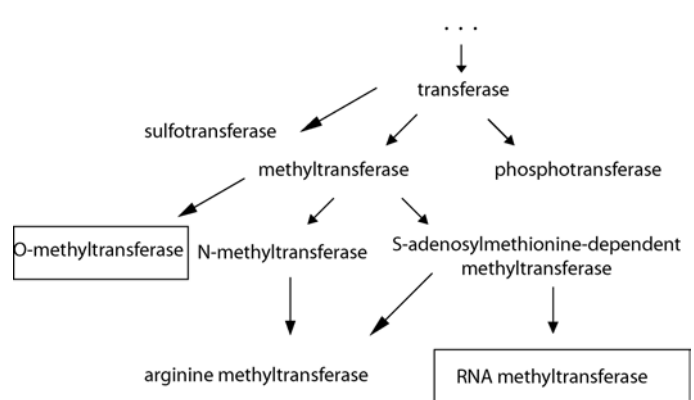 . . .
transferase
sulfotransferase
methyltransferase
phosphotransferase
O-methyltransferase
N-methyltransferase
S-adenosylmethionine-dependent
methyltransferase
arginine methyltransferase
RNA methyltransferase